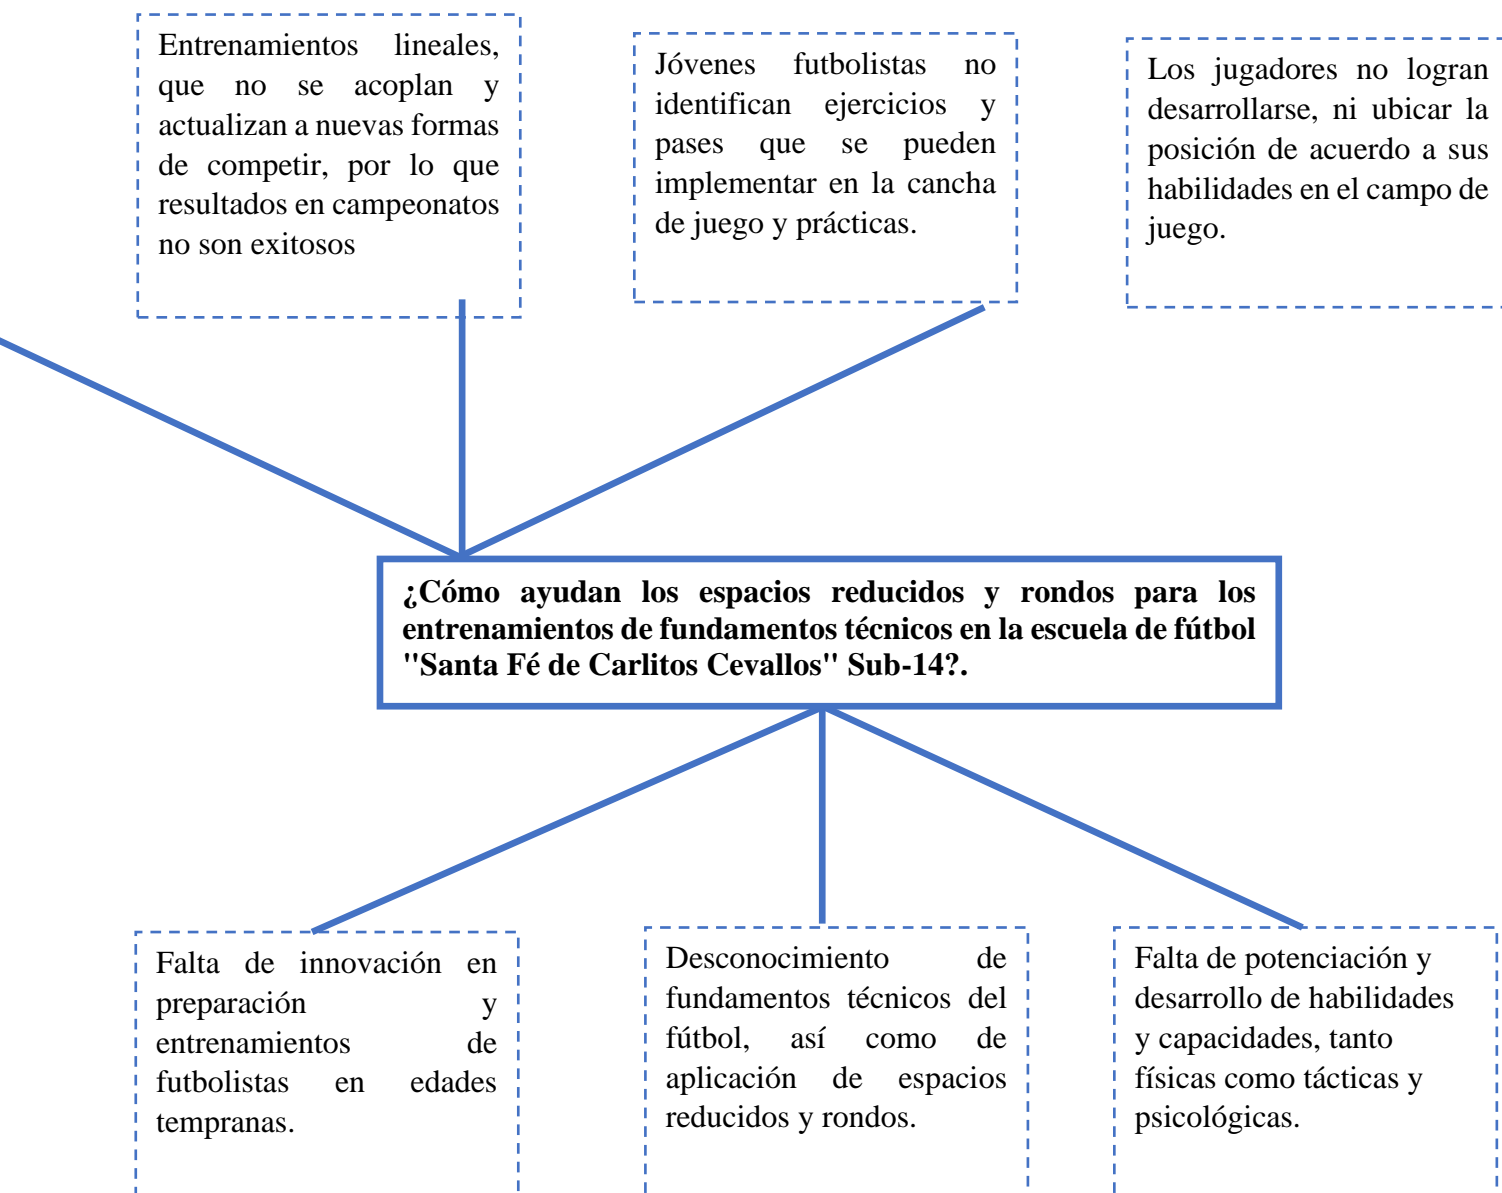 Entrenamientos lineales,
que no se acoplan y
actualizan a nuevas formas
de competir, por lo que
resultados en campeonatos
no son exitosos
Jóvenes futbolistas no
identifican ejercicios y
pases que se pueden
implementar en la cancha
de juego y prácticas.
Los jugadores no logran
desarrollarse, ni ubicar la
posición de acuerdo a sus
habilidades en el campo de
juego.
¿Cómo ayudan los espacios reducidos y rondos para los
entrenamientos de fundamentos técnicos en la escuela de fútbol
"Santa Fé de Carlitos Cevallos" Sub-14?.
Falta de innovación en
preparación y
entrenamientos de
futbolistas en edades
tempranas.
Desconocimiento de
fundamentos técnicos del
fútbol, así como de
aplicación de espacios
reducidos y rondos.
Falta de potenciación y
desarrollo de habilidades
y capacidades, tanto
físicas como tácticas y
psicológicas.